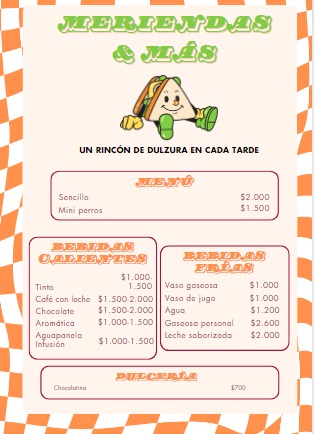 MERIENDAS
& MÁS
UN RINCÓN DE DULZURA EN CADA TARDE
MENÚ
Sencillo $2.000
Mini perros $1.500
BEBIDAS
CALIENTES
Tinto $1.000-1.500
Café con leche $1.500-2.000
Chocolate $1.500-2.000
Aromática $1.000-1.500
Aguapanela
Infusión $1.000-1.500
BEBIDAS
FRÍAS
Vaso gaseosa $1.000
Vaso de jugo $1.000
Agua $1.200
Gaseosa personal $2.600
Leche saborizada $2.000
DULCERÍA
Chocolatina $700